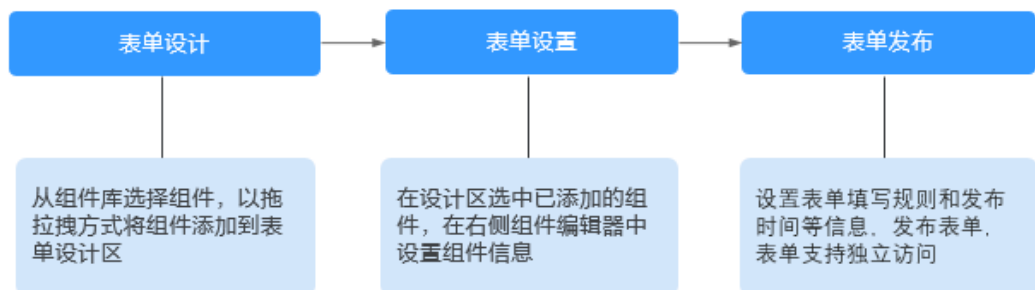 表单设计
表单设置
表单发布
从组件库选择组件，以拖
拉拽方式将组件添加到表
单设计区
在设计区选中已添加的组
件，在右侧组件编辑器中
设置组件信息
设置表单填写规则和发布
时间等信息，发布表单，
表单支持独立访问